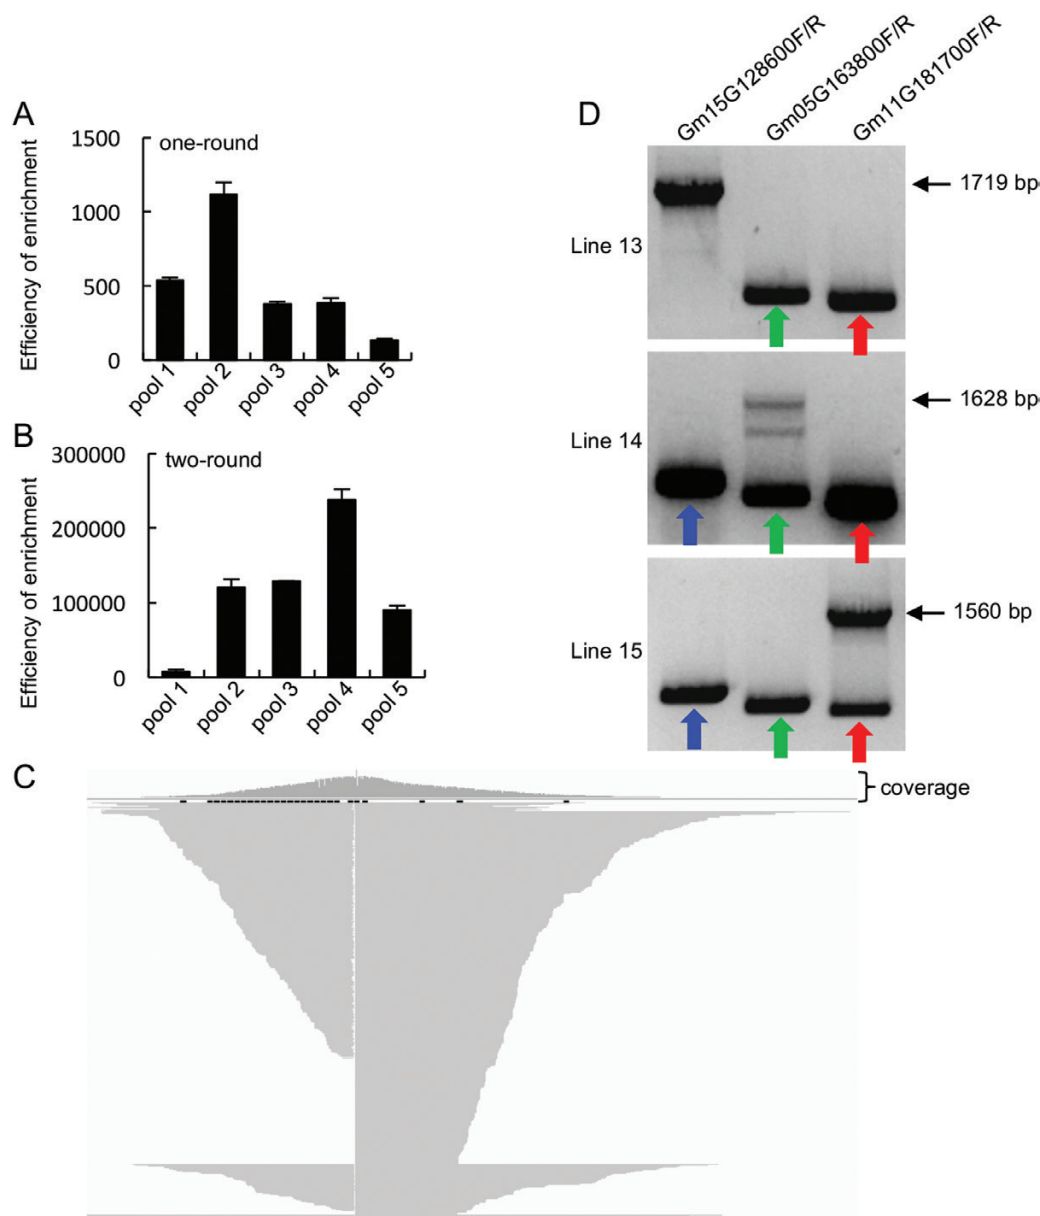 A
Efficiency of enrichment
1500
1000
500
0
one-round
pool 1
pool 2
pool 3
pool 4
pool 5
B
Efficiency of enrichment
300000
200000
100000
0
two-round
pool 1
pool 2
pool 3
pool 4
pool 5
C
coverage
D
Gm15G128600F/R
Gm05G163800F/R
Gm11G181700F/R
Line 13
1719 bp
Line 14
1628 bp
Line 15
1560 bp